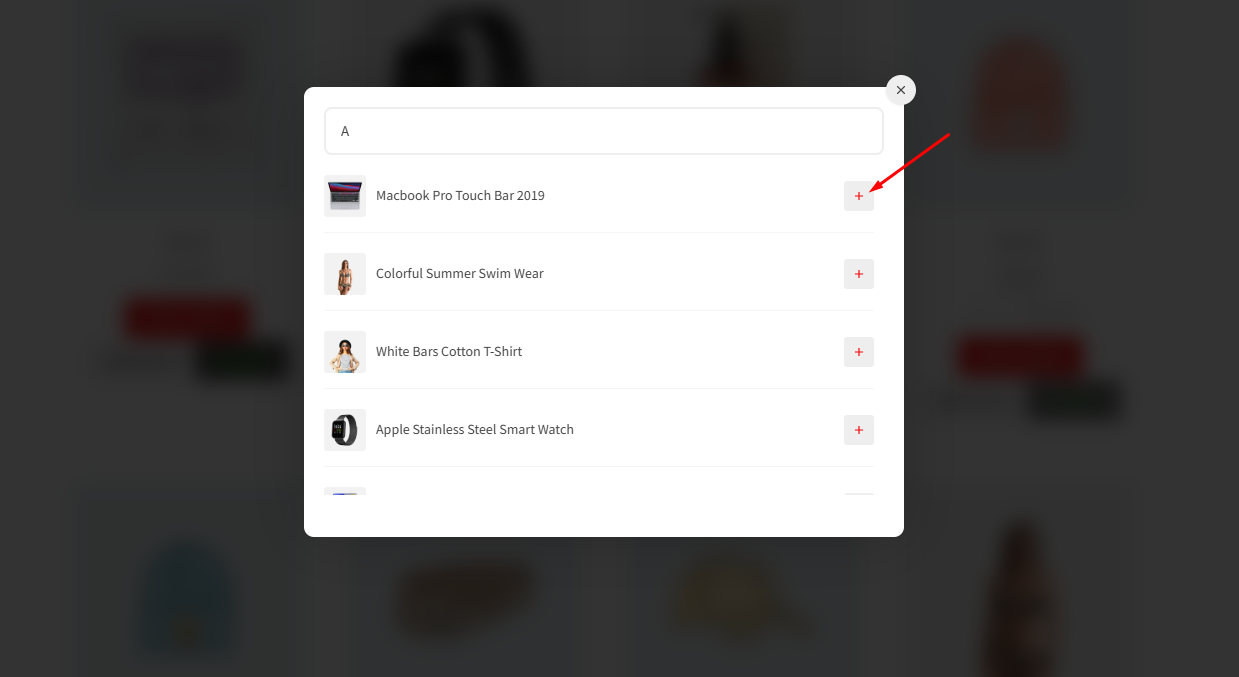 A
Macbook Pro Touch Bar 2019
Colorful Summer Swim Wear
White Bars Cotton T-Shirt
Apple Stainless Steel Smart Watch